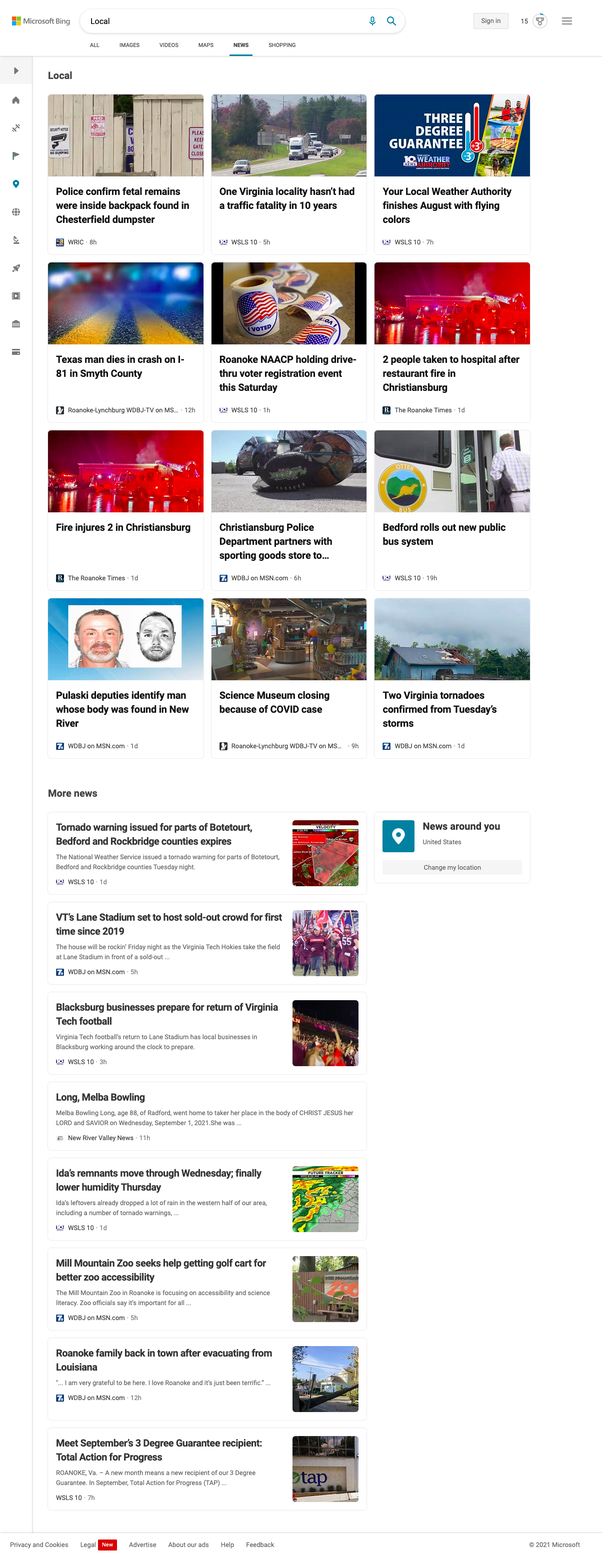 Microsoft Bing
Local
Sign in
15
ALL
IMAGES
VIDEOS
MAPS
NEWS
SHOPPING
Local
THREE
DEGREE
GUARANTEE
Police confirm fetal remains
were inside backpack found in
Chesterfield dumpster
WRIC · 8h
One Virginia locality hasn't had
a traffic fatality in 10 years
WSLS 10 · 5h
Your Local Weather Authority
finishes August with flying
colors
WSLS 10 · 7h
I VOTED
Texas man dies in crash on I-
81 in Smyth County
Roanoke-Lynchburg WDBJ-TV on MS... · 12h
Roanoke NAACP holding drive-
thru voter registration event
this Saturday
WSLS 10 · 1h
2 people taken to hospital after
restaurant fire in
Christiansburg
The Roanoke Times · 1d
OTTER
BUS
Fire injures 2 in Christiansburg
The Roanoke Times · 1d
Christiansburg Police
Department partners with
sporting goods store to...
WDBJ on MSN.com · 6h
Bedford rolls out new public
bus system
WSLS 10 · 19h
Pulaski deputies identify man
whose body was found in New
River
WDBJ on MSN.com · 1d
Science Museum closing
because of COVID case
Roanoke-Lynchburg WDBJ-TV on MS... · 9h
Two Virginia tornadoes
confirmed from Tuesday's
storms
WDBJ on MSN.com · 1d
More news
Tornado warning issued for parts of Botetourt,
Bedford and Rockbridge counties expires
The National Weather Service issued a tornado warning for parts of Botetourt,
Bedford and Rockbridge counties Tuesday night.
WSLS 10 · 1d
VELOCITY
News around you
United States
Change my location
VT's Lane Stadium set to host sold-out crowd for first
time since 2019
The house will be rockin' Friday night as the Virginia Tech Hokies take the field
at Lane Stadium in front of a sold-out ...
WDBJ on MSN.com · 5h
55
Blacksburg businesses prepare for return of Virginia
Tech football
Virginia Tech football's return to Lane Stadium has local businesses in
Blacksburg working around the clock to prepare.
WSLS 10 · 3h
Long, Melba Bowling
Melba Bowling Long, age 88, of Radford, went home to taker her place in the body of CHRIST JESUS her
LORD and SAVIOR on Wednesday, September 1, 2021.She was ...
New River Valley News · 11h
Ida's remnants move through Wednesday; finally
lower humidity Thursday
Ida's leftovers already dropped a lot of rain in the western half of our area,
including a number of tornado warnings, ...
WSLS 10 · 1d
FUTURE TRACKER
Mill Mountain Zoo seeks help getting golf cart for
better zoo accessibility
The Mill Mountain Zoo in Roanoke is focusing on accessibility and science
literacy. Zoo officials say it's important for all ...
WDBJ on MSN.com · 5h
Roanoke family back in town after evacuating from
Louisiana
"... I am very grateful to be here. I love Roanoke and it's just been terrific." ...
WDBJ on MSN.com · 12h
Meet September's 3 Degree Guarantee recipient:
Total Action for Progress
ROANOKE, Va. – A new month means a new recipient of our 3 Degree
Guarantee. In September, Total Action for Progress (TAP) ...
WSLS 10 · 7h
tap
Privacy and Cookies
Legal
New
Advertise
About our ads
Help
Feedback
© 2021 Microsoft